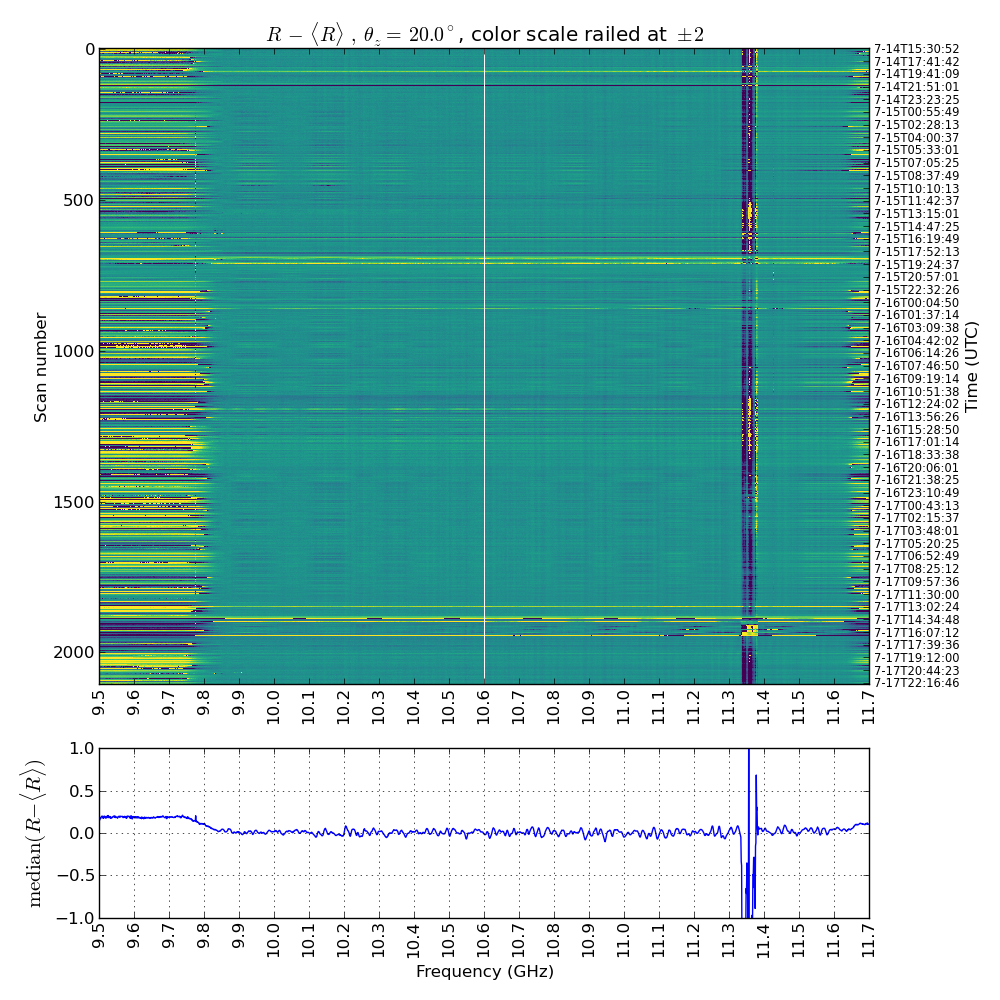 R − ⟨R⟩ , θz = 20.0° , color scale railed at ±2
Scan number
0
500
1000
1500
2000
7-14T15:30:52
7-14T17:41:42
7-14T19:41:09
7-14T21:51:01
7-14T23:23:25
7-15T00:55:49
7-15T02:28:13
7-15T04:00:37
7-15T05:33:01
7-15T07:05:25
7-15T08:37:49
7-15T10:10:13
7-15T11:42:37
7-15T13:15:01
7-15T14:47:25
7-15T16:19:49
7-15T17:52:13
7-15T19:24:37
7-15T20:57:01
7-15T22:32:26
7-16T00:04:50
7-16T01:37:14
7-16T03:09:38
7-16T04:42:02
7-16T06:14:26
7-16T07:46:50
7-16T09:19:14
7-16T10:51:38
7-16T12:24:02
7-16T13:56:26
7-16T15:28:50
7-16T17:01:14
7-16T18:33:38
7-16T20:06:01
7-16T21:38:25
7-16T23:10:49
7-17T00:43:13
7-17T02:15:37
7-17T03:48:01
7-17T05:20:25
7-17T06:52:49
7-17T08:25:12
7-17T09:57:36
7-17T11:30:00
7-17T13:02:24
7-17T14:34:48
7-17T16:07:12
7-17T17:39:36
7-17T19:12:00
7-17T20:44:23
7-17T22:16:46
Time (UTC)
9.5 9.6 9.7 9.8 9.9 10.0 10.1 10.2 10.3 10.4 10.5 10.6 10.7 10.8 10.9 11.0 11.1 11.2 11.3 11.4 11.5 11.6 11.7
median(R−⟨R⟩)
1.0
0.5
0.0
−0.5
−1.0
9.5 9.6 9.7 9.8 9.9 10.0 10.1 10.2 10.3 10.4 10.5 10.6 10.7 10.8 10.9 11.0 11.1 11.2 11.3 11.4 11.5 11.6 11.7
Frequency (GHz)